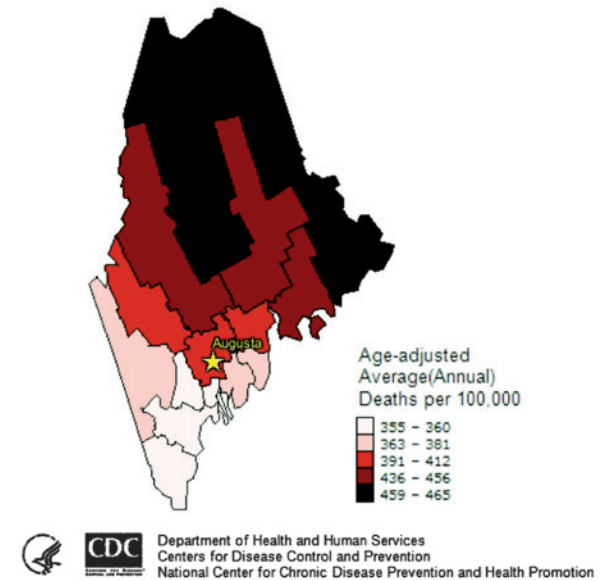 Augusta
Age-adjusted
Average(Annual)
Deaths per 100,000
355 - 360
363 - 381
391 - 412
436 - 456
459 - 465
CDC
Department of Health and Human Services
Centers for Disease Control and Prevention
National Center for Chronic Disease Prevention and Health Promotion